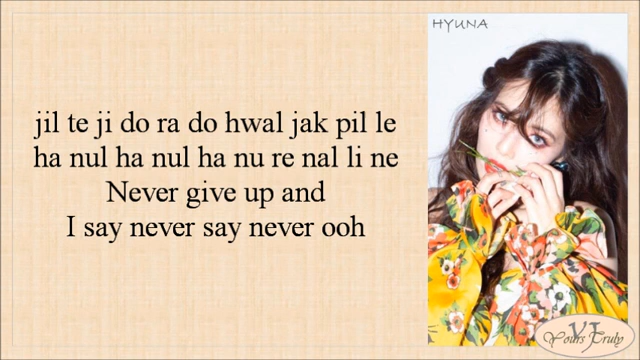 HYUNA
jil te ji do ra do hwal jak pil le
ha nul ha nul ha nu re nal li ne
Never give up and
I say never say never ooh
VJ
Yours Truly